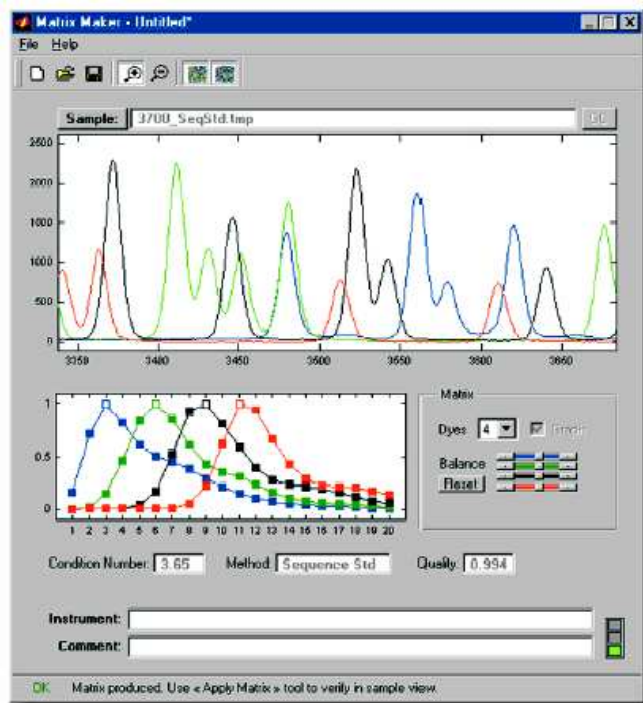 Matrix Maker - Untitled*
File Help
Sample: 3700_SeqStd.tmp
2500
2000
1500
1000
500
0
3350 3400 3450 3500 3550 3600 3650
1
0.5
0
1 2 3 4 5 6 7 8 9 10 11 12 13 14 15 16 17 18 19 20
Matrix
Dyes 4 Graph
Balance
Reset
Condition Number: 3.65 Method: Sequence Std Quality: 0.994
Instrument:
Comment:
OK Matrix produced. Use « Apply Matrix » tool to verify in sample view.